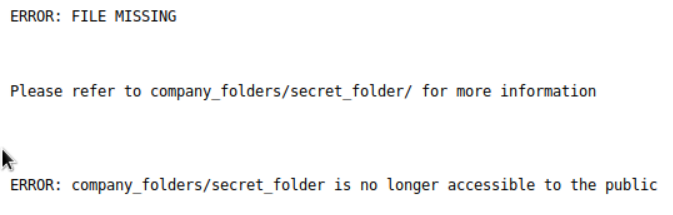 ERROR: FILE MISSING
Please refer to company_folders/secret_folder/ for more information
ERROR: company_folders/secret_folder is no longer accessible to the public